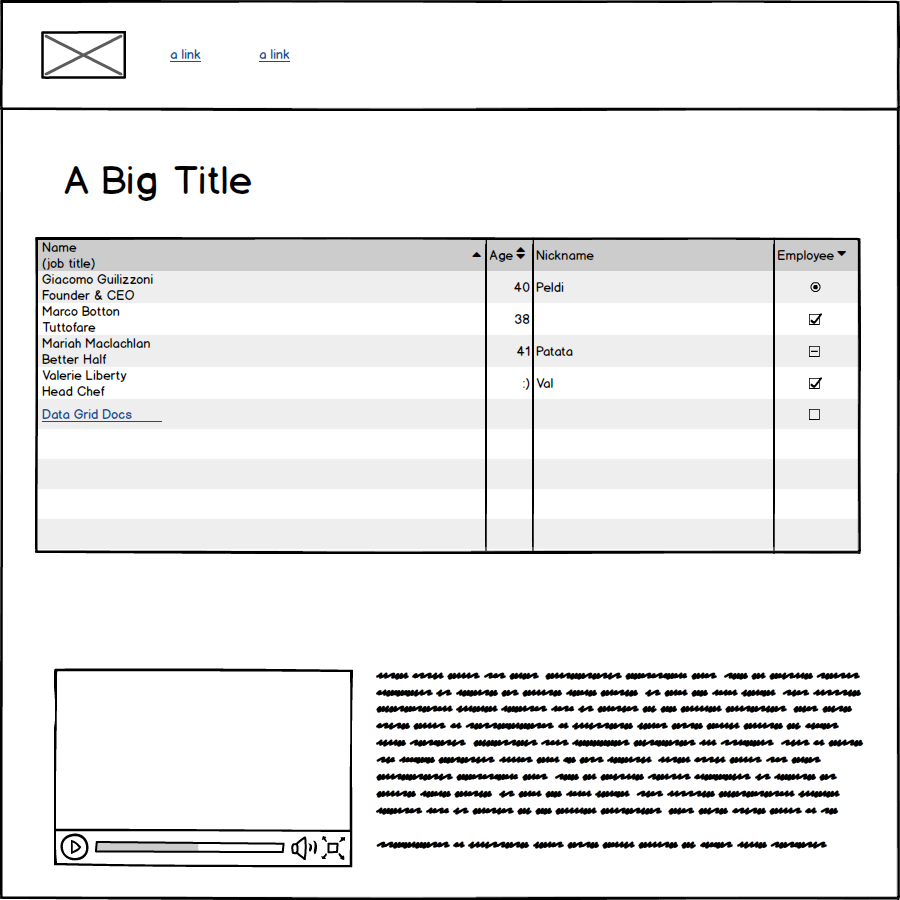 a link a link
A Big Title
Name
(job title) Age Nickname Employee
Giacomo Guilizzoni
Founder & CEO 40 Peldi
Marco Botton
Tuttofare 38
Mariah Maclachlan
Better Half 41 Patata
Valerie Liberty
Head Chef :) Val
Data Grid Docs